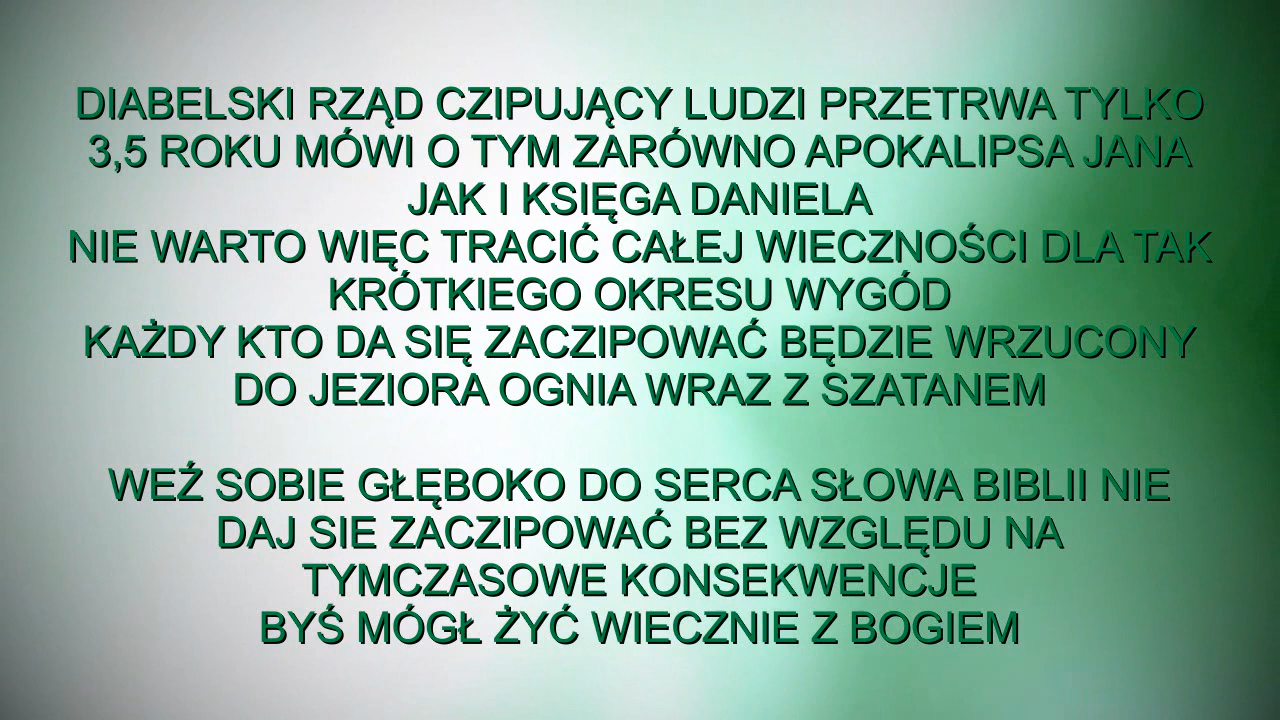 DIABELSKI RZĄD CZIPUJĄCY LUDZI PRZETRWA TYLKO
3,5 ROKU MÓWI O TYM ZARÓWNO APOKALIPSA JANA
JAK I KSIĘGA DANIELA
NIE WARTO WIĘC TRACIĆ CAŁEJ WIECZNOŚCI DLA TAK
KRÓTKIEGO OKRESU WYGÓD
KAŻDY KTO DA SIĘ ZACZIPOWAĆ BĘDZIE WRZUCONY
DO JEZIORA OGNIA WRAZ Z SZATANEM
WEŹ SOBIE GŁĘBOKO DO SERCA SŁOWA BIBLII NIE
DAJ SIE ZACZIPOWAĆ BEZ WZGLĘDU NA
TYMCZASOWE KONSEKWENCJE
BYŚ MÓGŁ ŻYĆ WIECZNIE Z BOGIEM